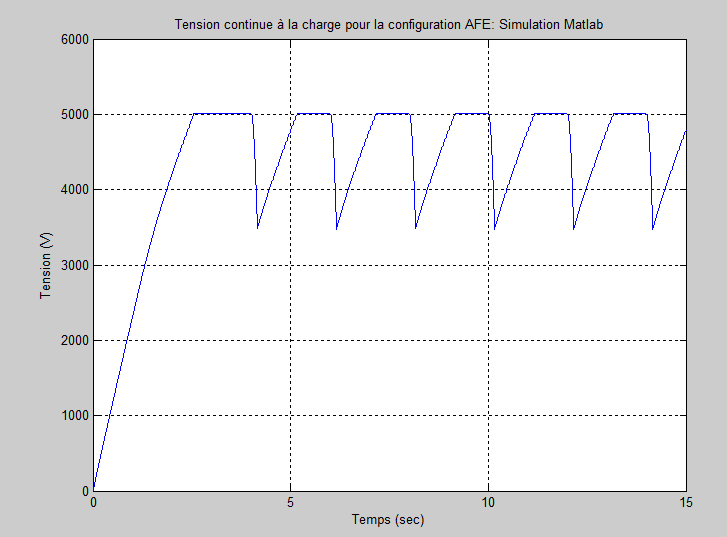 Tension continue à la charge pour la configuration AFE: Simulation Matlab
6000
5000
4000
3000
2000
1000
0
Tension (V)
0 5 10 15
Temps (sec)